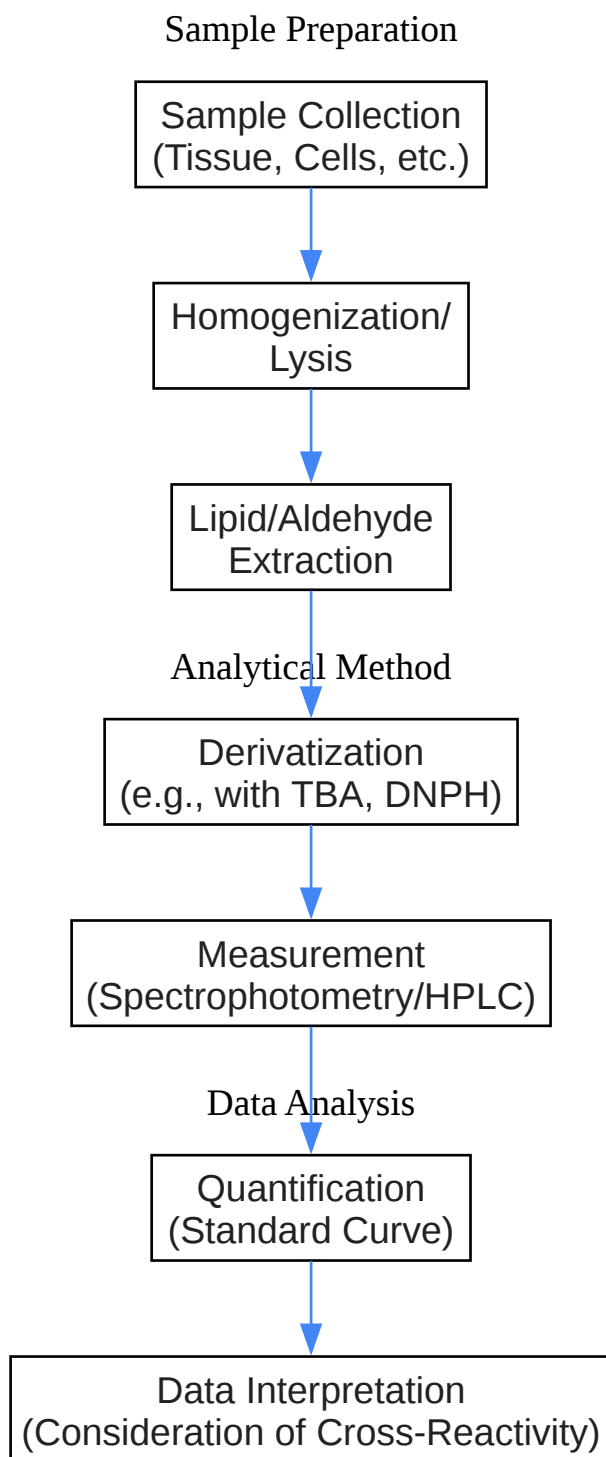 Sample Preparation
Sample Collection
(Tissue, Cells, etc.)
Homogenization/
Lysis
Lipid/Aldehyde
Extraction
Analytical Method
Derivatization
(e.g., with TBA, DNPH)
Measurement
(Spectrophotometry/HPLC)
Data Analysis
Quantification
(Standard Curve)
Data Interpretation
(Consideration of Cross-Reactivity)